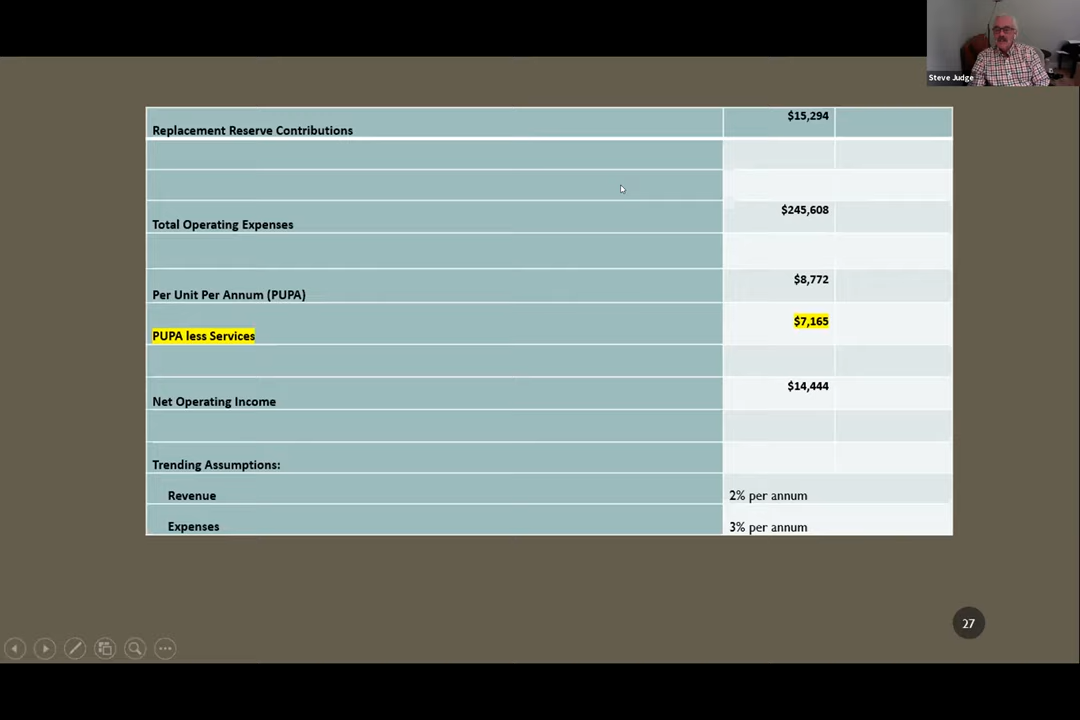 Steve Judge
Replacement Reserve Contributions $15,294
Total Operating Expenses $245,608
Per Unit Per Annum (PUPA) $8,772
PUPA less Services $7,165
Net Operating Income $14,444
Trending Assumptions:
Revenue 2% per annum
Expenses 3% per annum
27